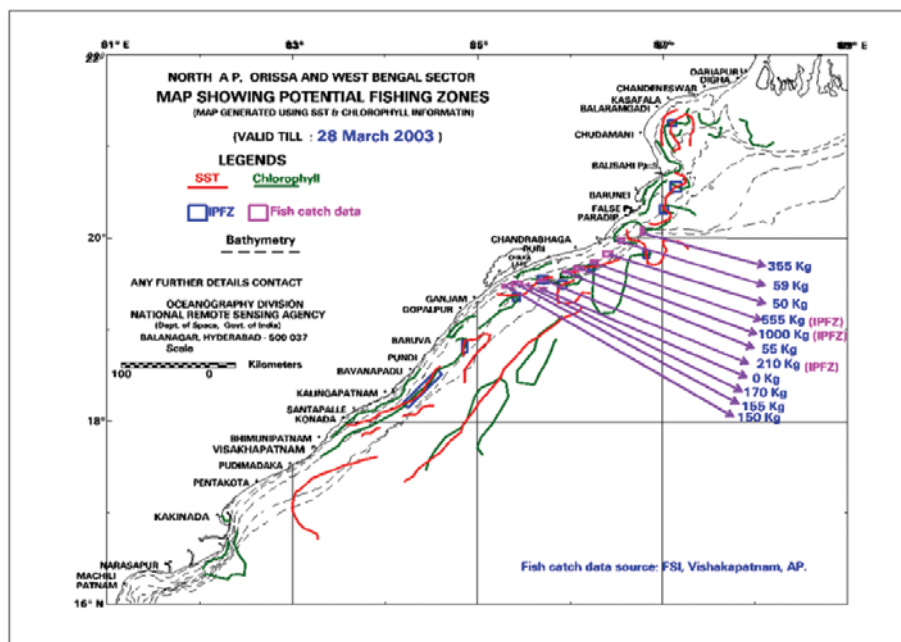 81° E 83° 85° 87° 89°
22°
NORTH A P. ORISSA AND WEST BENGAL SECTOR
MAP SHOWING POTENTIAL FISHING ZONES
(MAP GENERATED USING SST & CHLOROPHYLL INFORMATIN)
(VALID TILL : 28 March 2003 )
LEGENDS
SST Chlorophyll
IPFZ Fish catch data
Bathymetry
ANY FURTHER DETAILS CONTACT
OCEANOGRAPHY DIVISION
NATIONAL REMOTE SENSING AGENCY
(Dept. of Space, Govt. of India)
BALANAGAR, HYDERABAD - 500 037
Scale
100 0 Kilometers
DARIAPUR
DIGHA
CHANDENESWAR
KASAFALA
BALARAMGADI
CHUDAMANI
BAUSAHI
BARUNEI
FALSE
PARADIP
20°
CHANDRABHAGA
PURI
GANJAM
GOPALPUR
BARUVA
PUNDI
BAVANAPADU
KALINGAPATNAM
SANTAPALLE
KONADA
18°
BHIMUNIPATNAM
VISAKHAPATNAM
PUDIMADAKA
PENTAKOTA
KAKINADA
NARASAPUR
MACHILI
PATNAM
16° N
355 Kg
59 Kg
50 Kg
555 Kg (IPFZ)
1000 Kg (IPFZ)
55 Kg
210 Kg (IPFZ)
0 Kg
170 Kg
155 Kg
150 Kg
Fish catch data source: FSI, Vishakapatnam, AP.